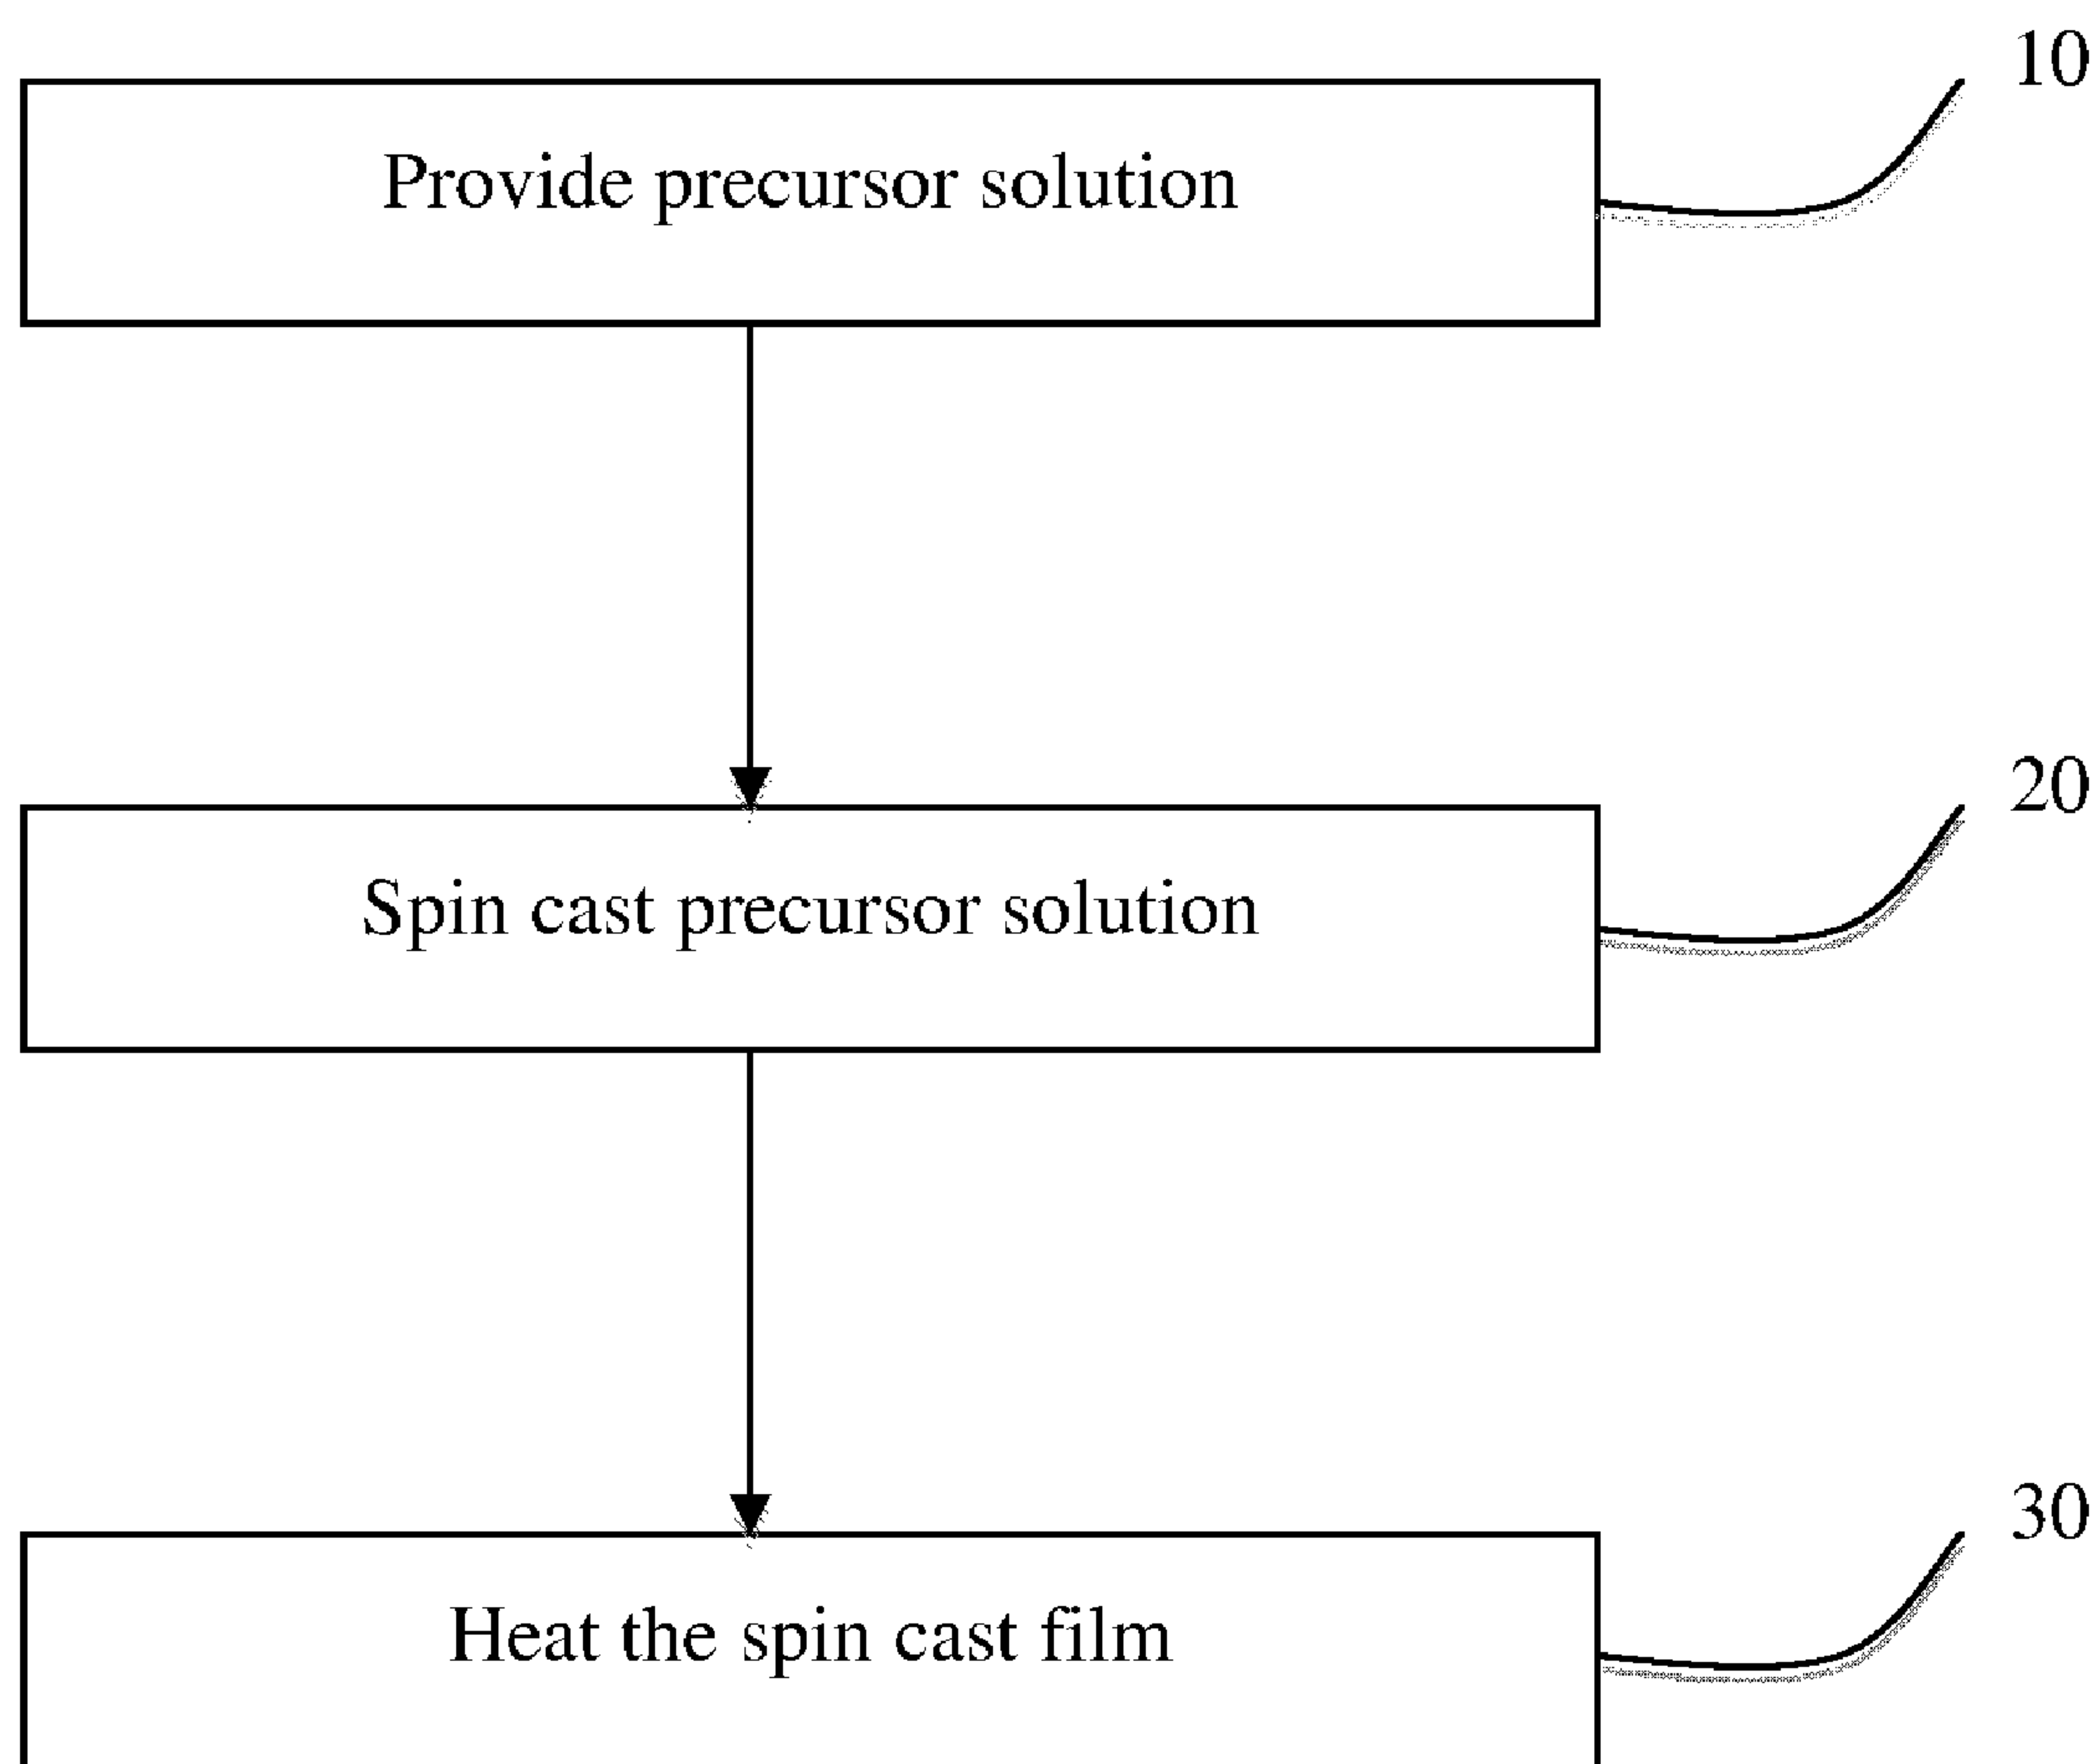 10
Provide precursor solution
20
Spin cast precursor solution
30
Heat the spin cast film